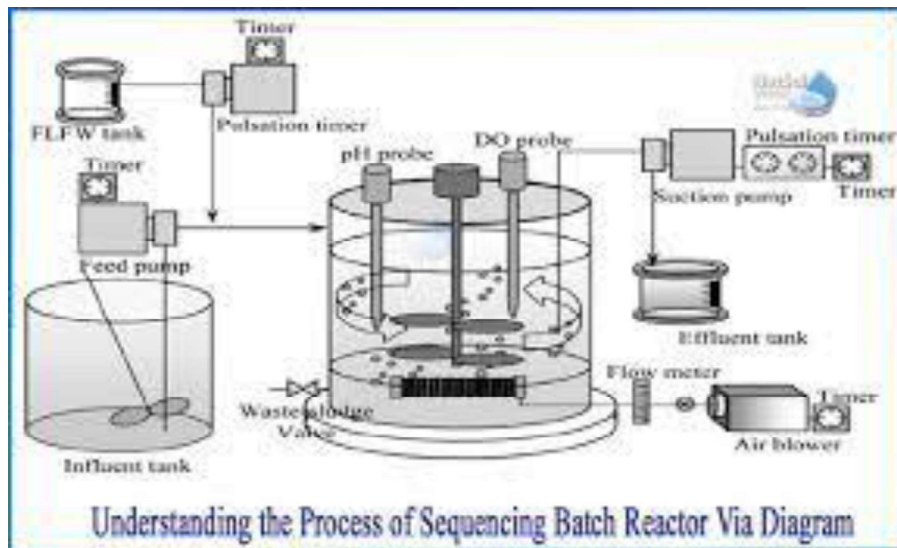 Timer
FLFW tank
Pulsation timer
Timer
pH probe
DO probe
Pulsation timer
Timer
Suction pump
Feed pump
Effluent tank
Flow meter
Timer
Waste sludge
Valve
Air blower
Influent tank
Understanding the Process of Sequencing Batch Reactor Via Diagram